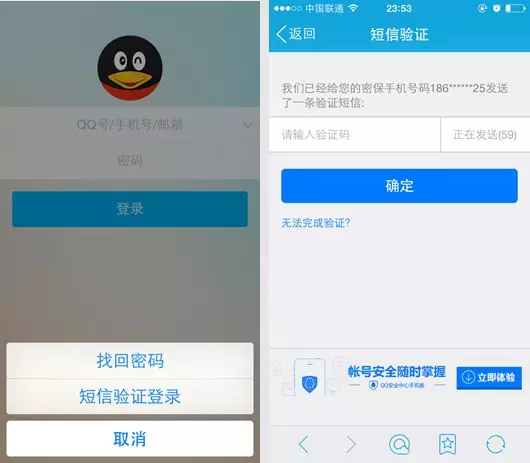 QQ号/手机号/邮箱
密码
登录
找回密码
短信验证登录
取消
中国联通 23:53
返回 短信验证
我们已经给您的密保手机号码186******25发送
了一条验证短信:
请输入验证码 正在发送(59)
确定
无法完成验证?
帐号安全随时掌握
QQ安全中心手机版
立即体验